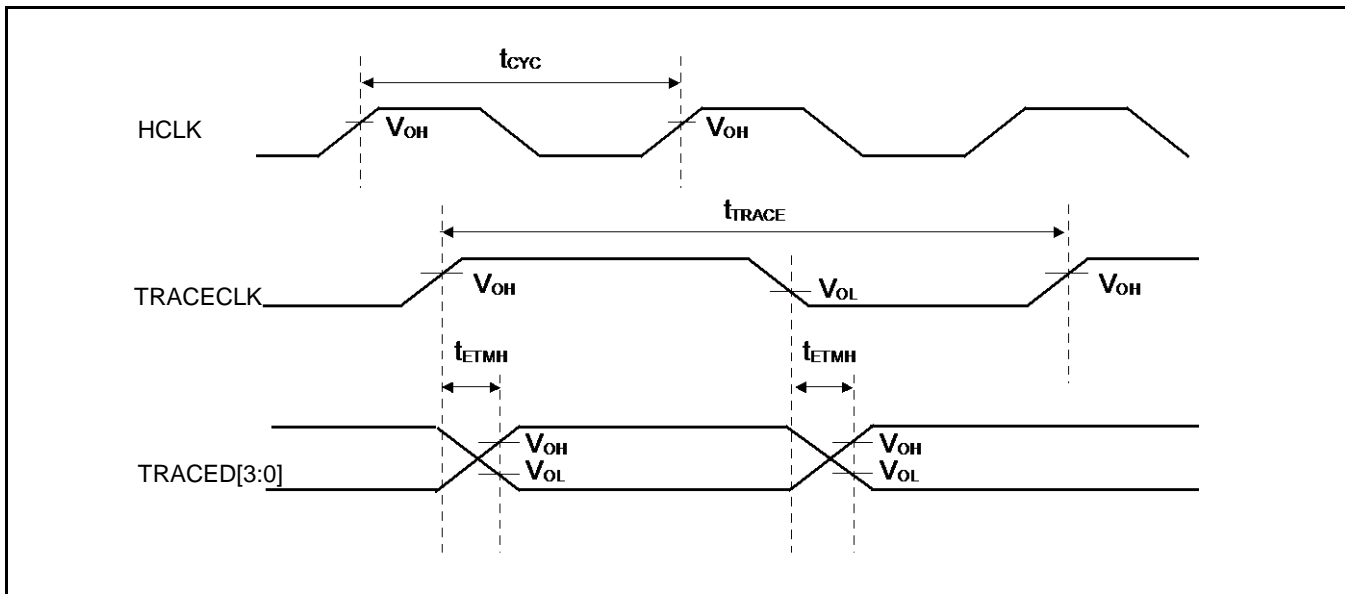 tCYC
HCLK
VOH
VOH
tTRACE
TRACECLK
VOH
VOL
VOH
tETMH
tETMH
TRACED[3:0]
VOH
VOL
VOH
VOL